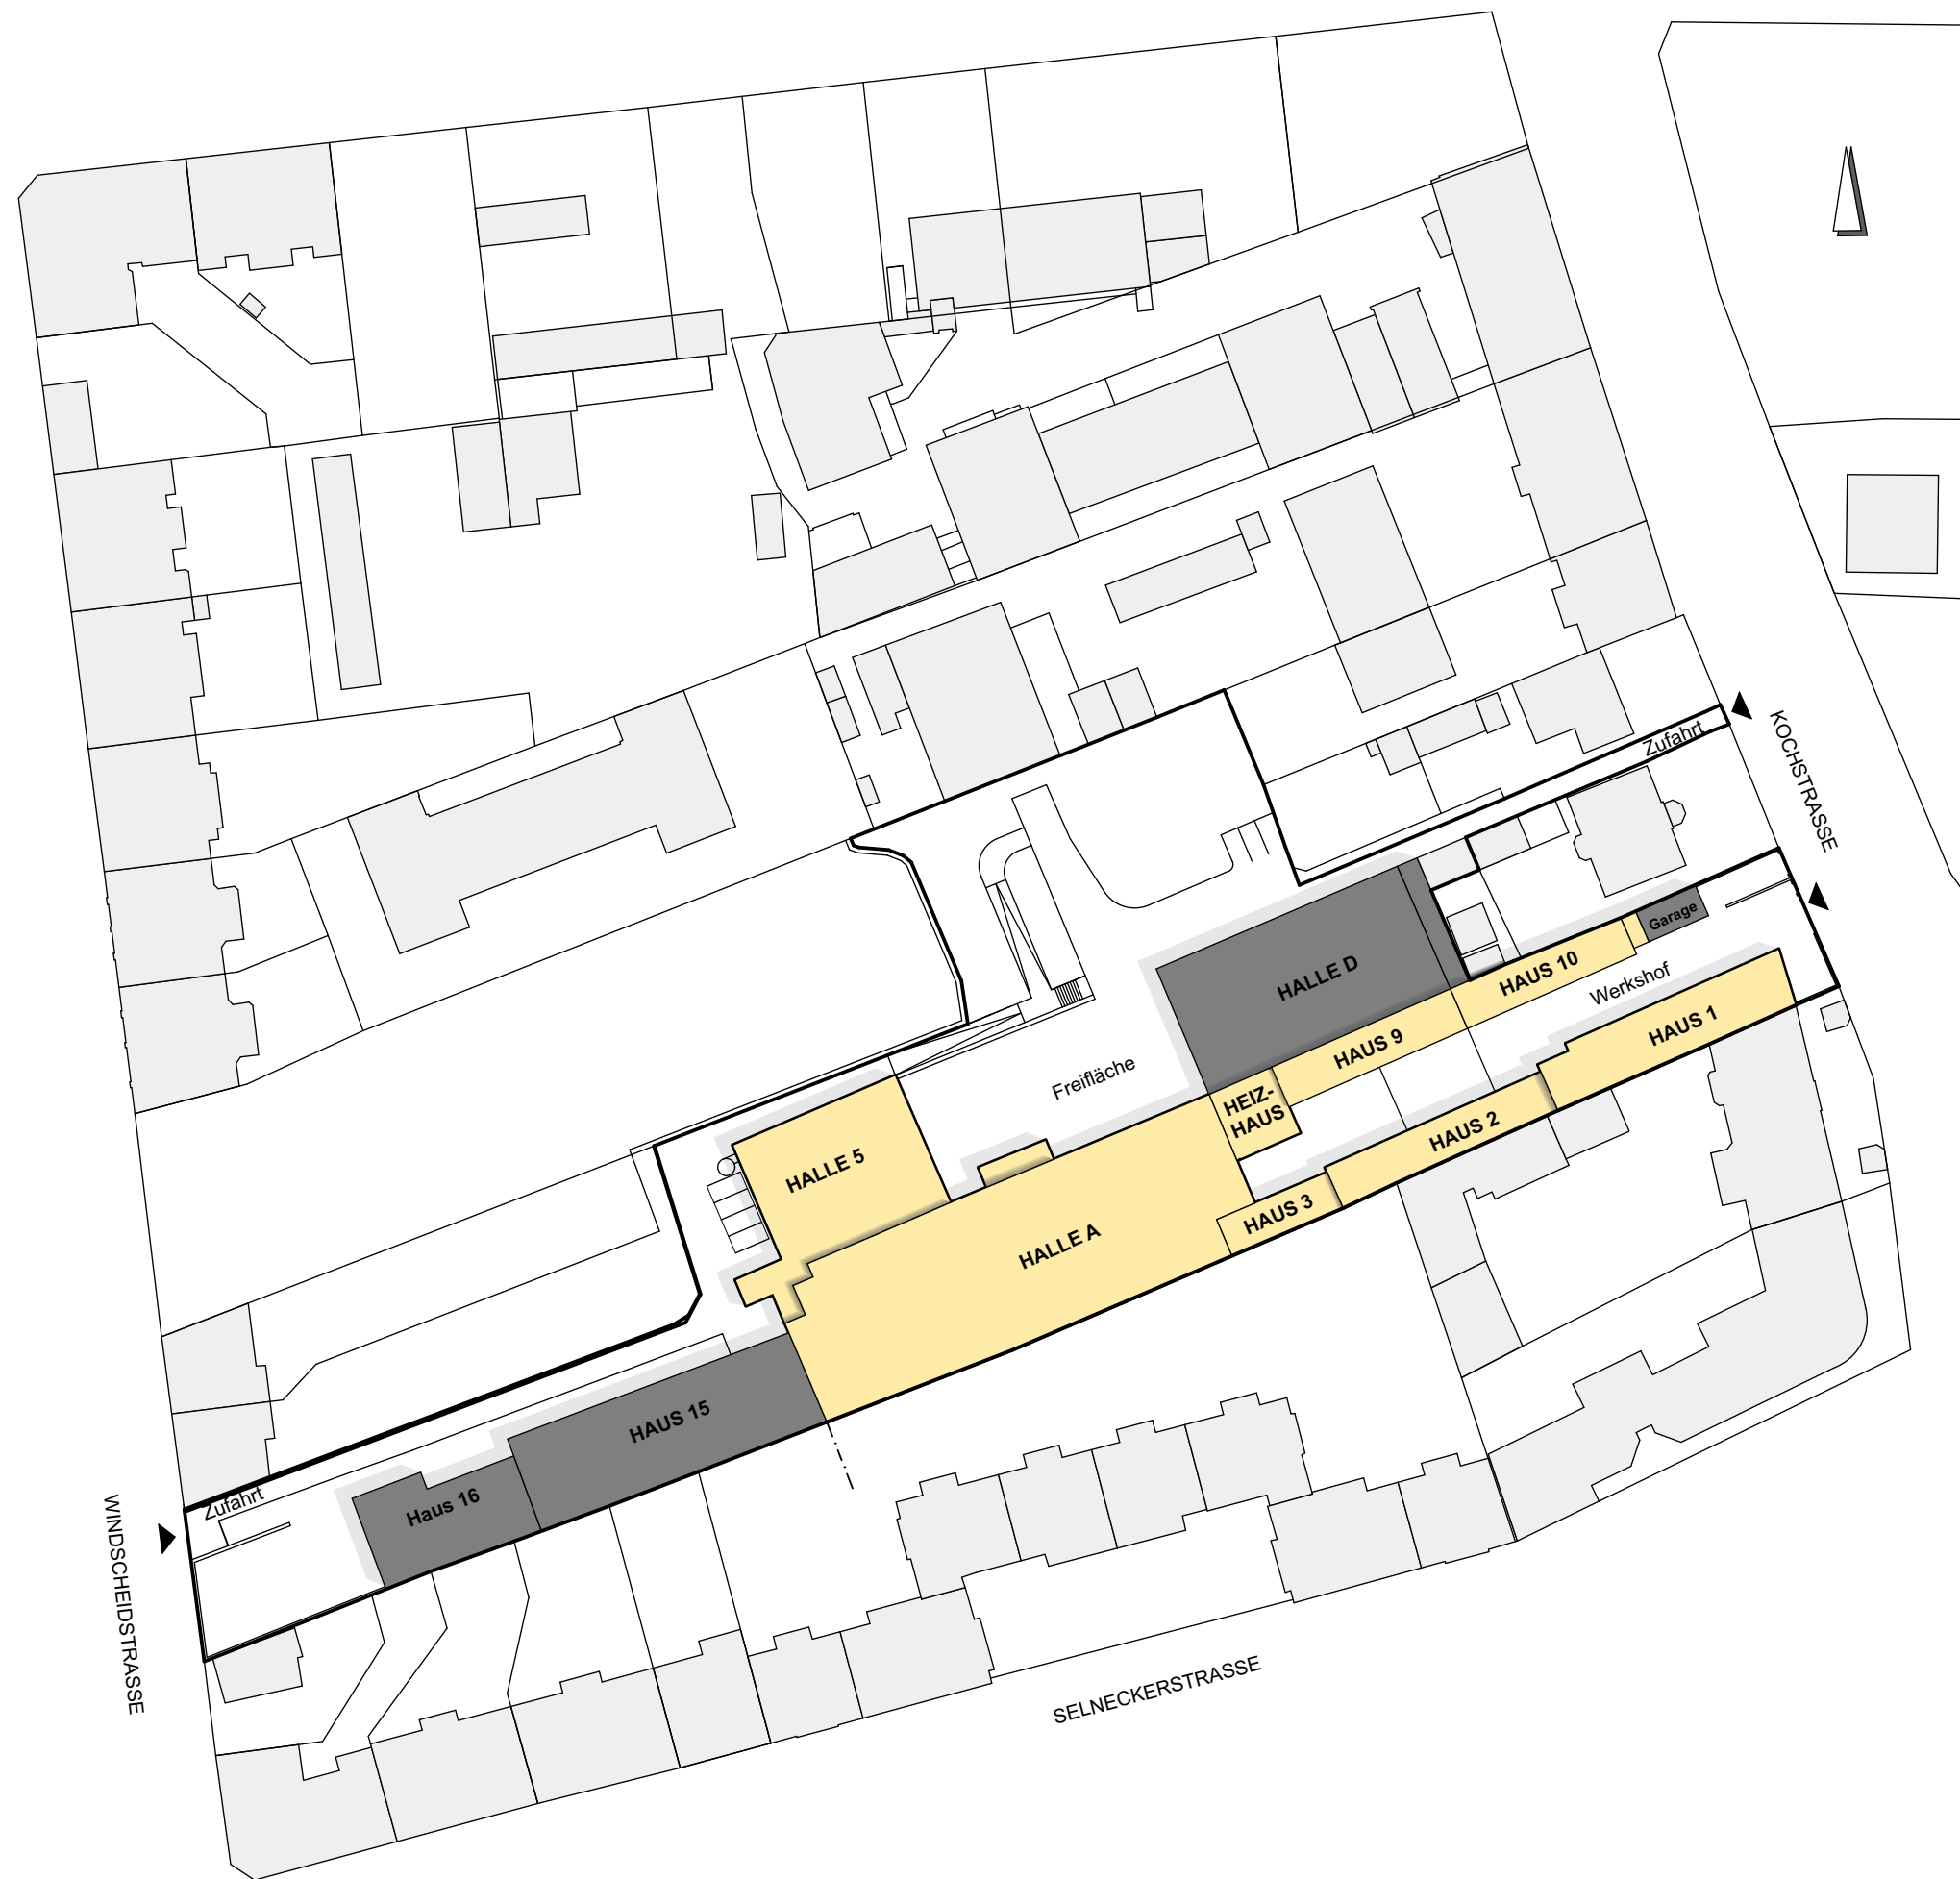 KOCHSTRASSE
Zufahrt
Garage
HALLE D
HAUS 10
Werkshof
HAUS 1
HAUS 9
Freifläche
HEIZ-
HAUS
HAUS 2
HALLE 5
HAUS 3
HALLE A
HAUS 15
Haus 16
Zufahrt
WINDSCHEIDSTRASSE
SELNECKERSTRASSE